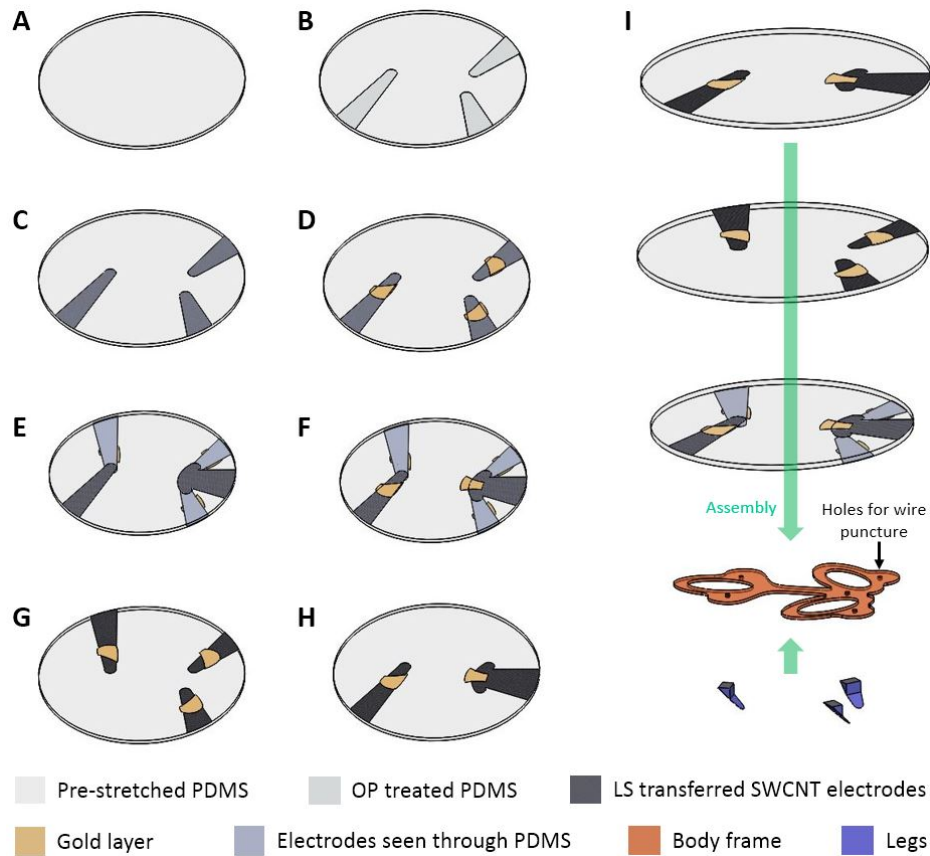 A
B
I
C
D
E
F
Assembly
Holes for wire
puncture
G
H
Pre-stretched PDMS
OP treated PDMS
LS transferred SWCNT electrodes
Gold layer
Electrodes seen through PDMS
Body frame
Legs